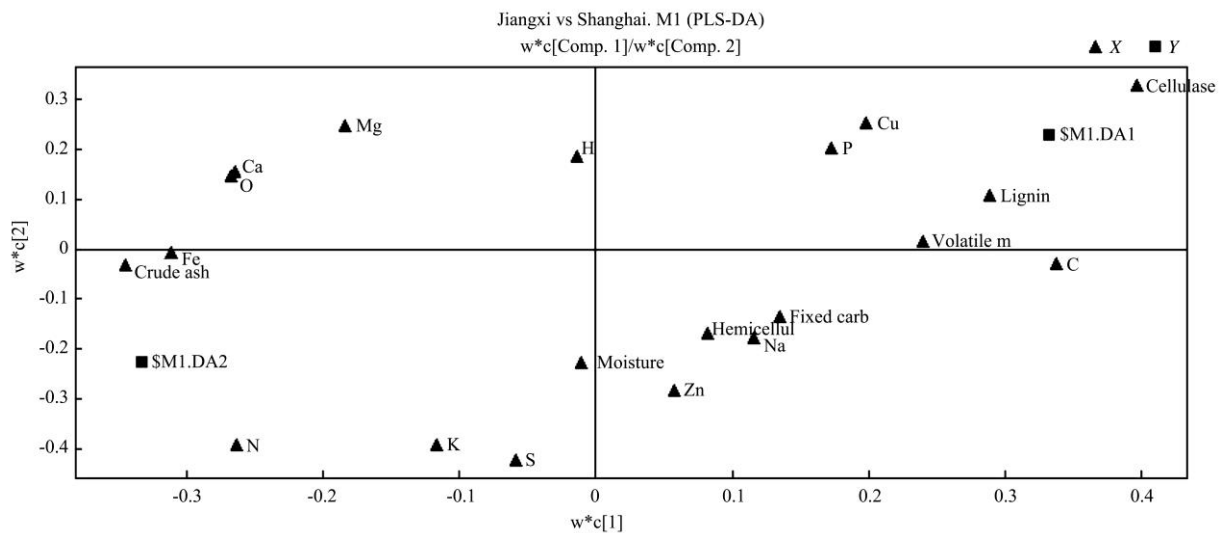 Jiangxi vs Shanghai. M1 (PLS-DA)
w*c[Comp. 1]/w*c[Comp. 2]
X Y
w*c[2]
0.3
0.2
0.1
0
-0.1
-0.2
-0.3
-0.4
Cellulase
Mg
Cu
$M1.DA1
H
P
Ca
O
Lignin
Volatile m
Fe
C
Crude ash
Fixed carb
Hemicellul
Na
$M1.DA2
Moisture
Zn
N
K
S
-0.3 -0.2 -0.1 0 0.1 0.2 0.3 0.4
w*c[1]